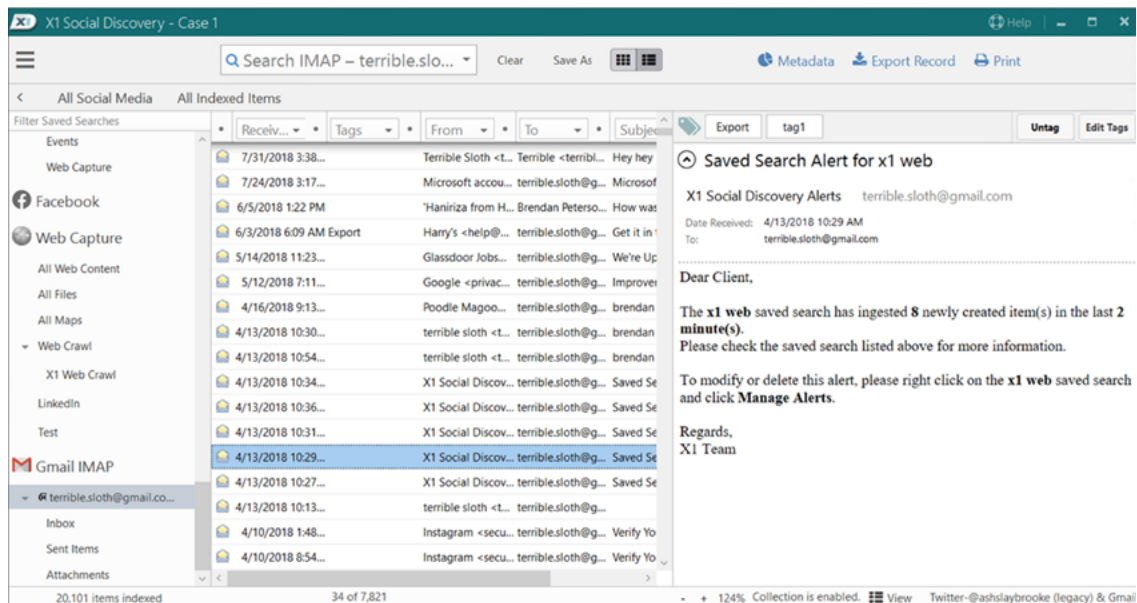 X1 Social Discovery - Case 1
Help
Search IMAP – terrible.slo...
Clear
Save As
Metadata
Export Record
Print
All Social Media
All Indexed Items
Filter Saved Searches
Events
Web Capture
Facebook
Web Capture
All Web Content
All Files
All Maps
Web Crawl
X1 Web Crawl
LinkedIn
Test
Gmail IMAP
terrible.sloth@gmail.co...
Inbox
Sent Items
Attachments
20,101 items indexed
Receiv... Tags From To Subjec
7/31/2018 3:38... Terrible Sloth <t... Terrible <terribl... Hey hey
7/24/2018 3:17... Microsoft accou... terrible.sloth@g... Microsof
6/5/2018 1:22 PM 'Haniriza from H... Brendan Peterso... How was
6/3/2018 6:09 AM Export Harry's <help@... terrible.sloth@g... Get it in
5/14/2018 11:23... Glassdoor Jobs... terrible.sloth@g... We're Up
5/12/2018 7:11... Google <privac... terrible.sloth@g... Improve
4/16/2018 9:13... Poodle Magoo... terrible.sloth@g... brendan
4/13/2018 10:30... terrible sloth <t... terrible.sloth@g... brendan
4/13/2018 10:54... terrible sloth <t... terrible.sloth@g... brendan
4/13/2018 10:34... X1 Social Discov... terrible.sloth@g... Saved Se
4/13/2018 10:36... X1 Social Discov... terrible.sloth@g... Saved Se
4/13/2018 10:31... X1 Social Discov... terrible.sloth@g... Saved Se
4/13/2018 10:29... X1 Social Discov... terrible.sloth@g... Saved Se
4/13/2018 10:27... X1 Social Discov... terrible.sloth@g... Saved Se
4/13/2018 10:13... terrible sloth <t... terrible.sloth@g...
4/10/2018 1:48... Instagram <secu... terrible.sloth@g... Verify Yo
4/10/2018 8:54... Instagram <secu... terrible.sloth@g... Verify Yo
34 of 7,821
Export
tag1
Untag
Edit Tags
Saved Search Alert for x1 web
X1 Social Discovery Alerts terrible.sloth@gmail.com
Date Received: 4/13/2018 10:29 AM
To: terrible.sloth@gmail.com
Dear Client,
The x1 web saved search has ingested 8 newly created item(s) in the last 2
minute(s).
Please check the saved search listed above for more information.
To modify or delete this alert, please right click on the x1 web saved search
and click Manage Alerts.
Regards,
X1 Team
- + 124% Collection is enabled. View Twitter-@ashslaybrooke (legacy) & Gmail